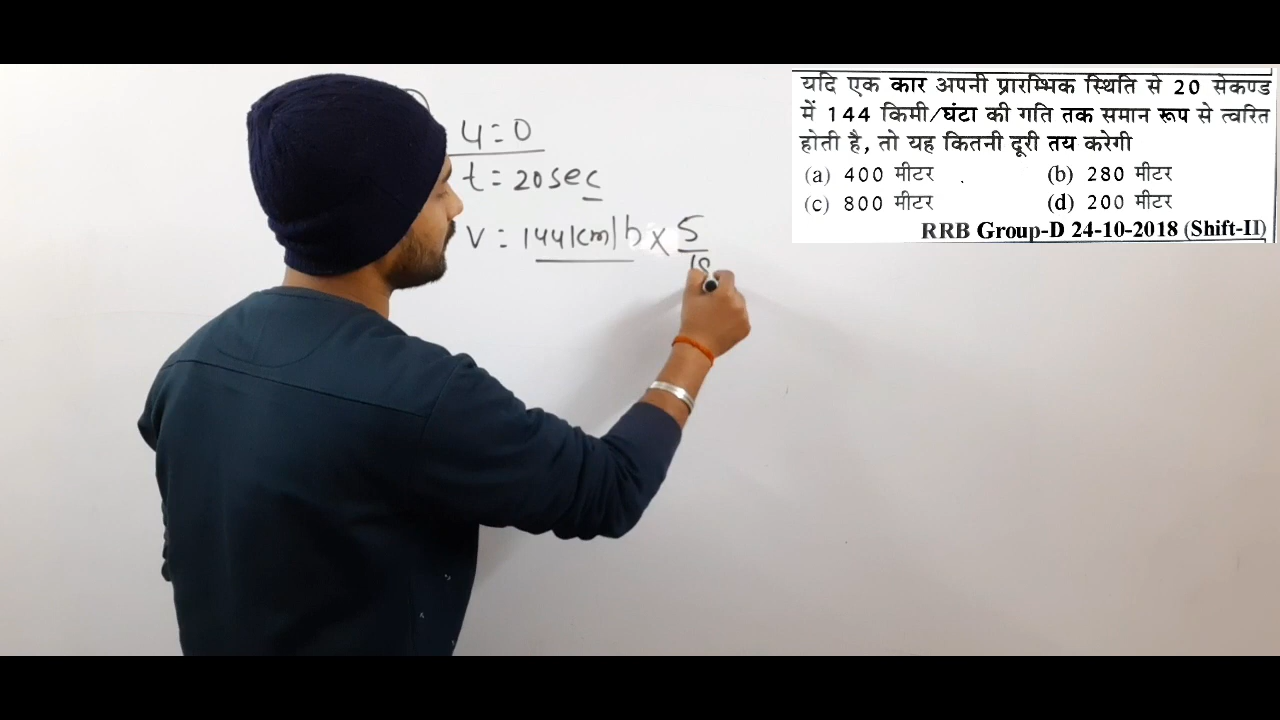 u = 0
t = 20 sec
v = 144 km/h × 5/18
यदि एक कार अपनी प्रारम्भिक स्थिति से 20 सेकण्ड
में 144 किमी/घंटा की गति तक समान रूप से त्वरित
होती है, तो यह कितनी दूरी तय करेगी
(a) 400 मीटर (b) 280 मीटर
(c) 800 मीटर (d) 200 मीटर
RRB Group-D 24-10-2018 (Shift-II)